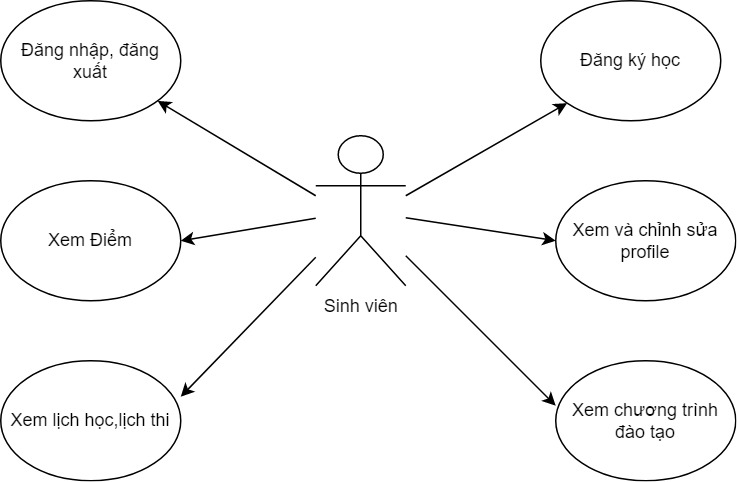 Đăng nhập, đăng
xuất
Đăng ký học
Xem Điểm
Xem và chỉnh sửa
profile
Sinh viên
Xem lịch học,lịch thi
Xem chương trình
đào tạo